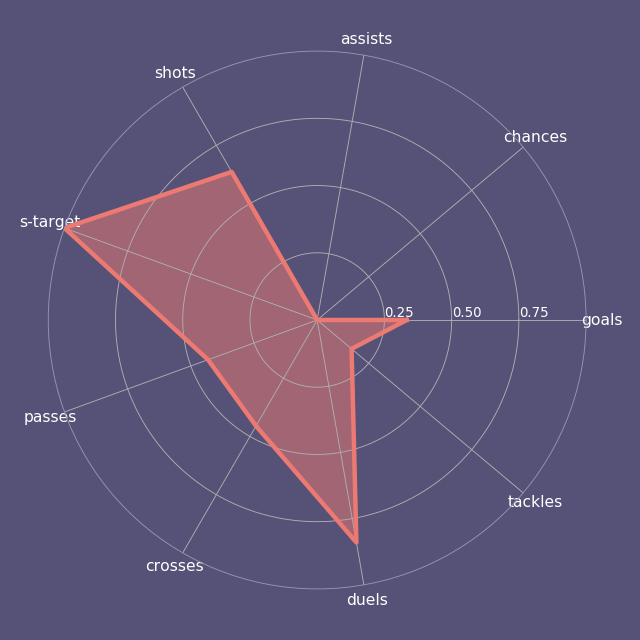 assists
shots
chances
s-target
0.25
0.50
0.75
goals
passes
tackles
crosses
duels